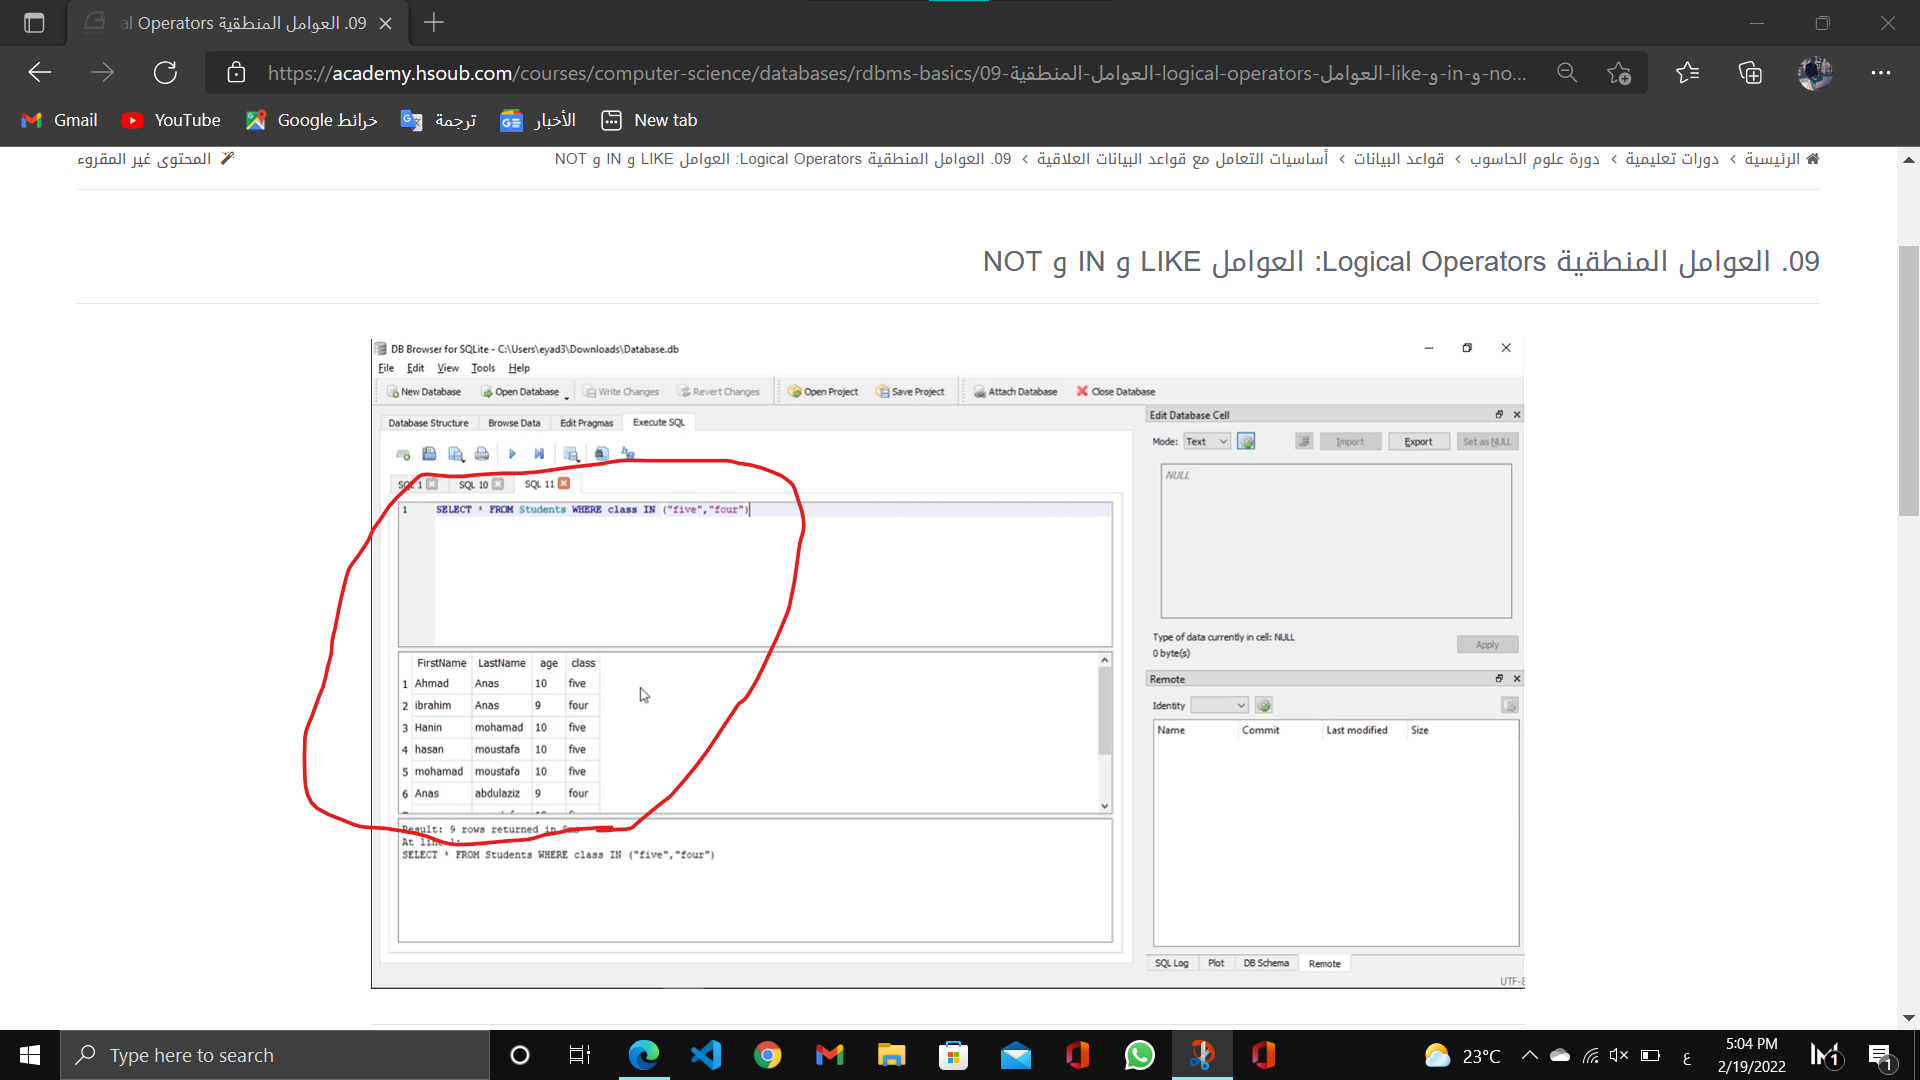 09. العوامل المنطقية al Operators
https://academy.hsoub.com/courses/computer-science/databases/rdbms-basics/09-العوامل-المنطقية-logical-operators-العوامل-like-و-in-و-no...
Gmail
YouTube
خرائط Google
ترجمة
الأخبار
New tab
الرئيسية › دورات تعليمية › دورة علوم الحاسوب › قواعد البيانات › أساسيات التعامل مع قواعد البيانات العلاقية › 09. العوامل المنطقية Logical Operators: العوامل LIKE و IN و NOT
المحتوى غير المقروء
09. العوامل المنطقية Logical Operators: العوامل LIKE و IN و NOT
DB Browser for SQLite - C:\Users\eyad3\Downloads\Database.db
File Edit View Tools Help
New Database Open Database Write Changes Revert Changes Open Project Save Project Attach Database Close Database
Database Structure Browse Data Edit Pragmas Execute SQL
SQL 1 SQL 10 SQL 11
1 SELECT * FROM Students WHERE class IN ("five","four")
FirstName LastName age class
1 Ahmad Anas 10 five
2 ibrahim Anas 9 four
3 Hanin mohamad 10 five
4 hasan moustafa 10 five
5 mohamad moustafa 10 five
6 Anas abdulaziz 9 four
Result: 9 rows returned in
At line
SELECT * FROM Students WHERE class IN ("five","four")
Edit Database Cell
Mode: Text Import Export Set as NULL
NULL
Type of data currently in cell: NULL
0 byte(s)
Apply
Remote
Identity
Name Commit Last modified Size
SQL Log Plot DB Schema Remote
UTF-8
Type here to search
23°C
ع
5:04 PM
2/19/2022
1
1